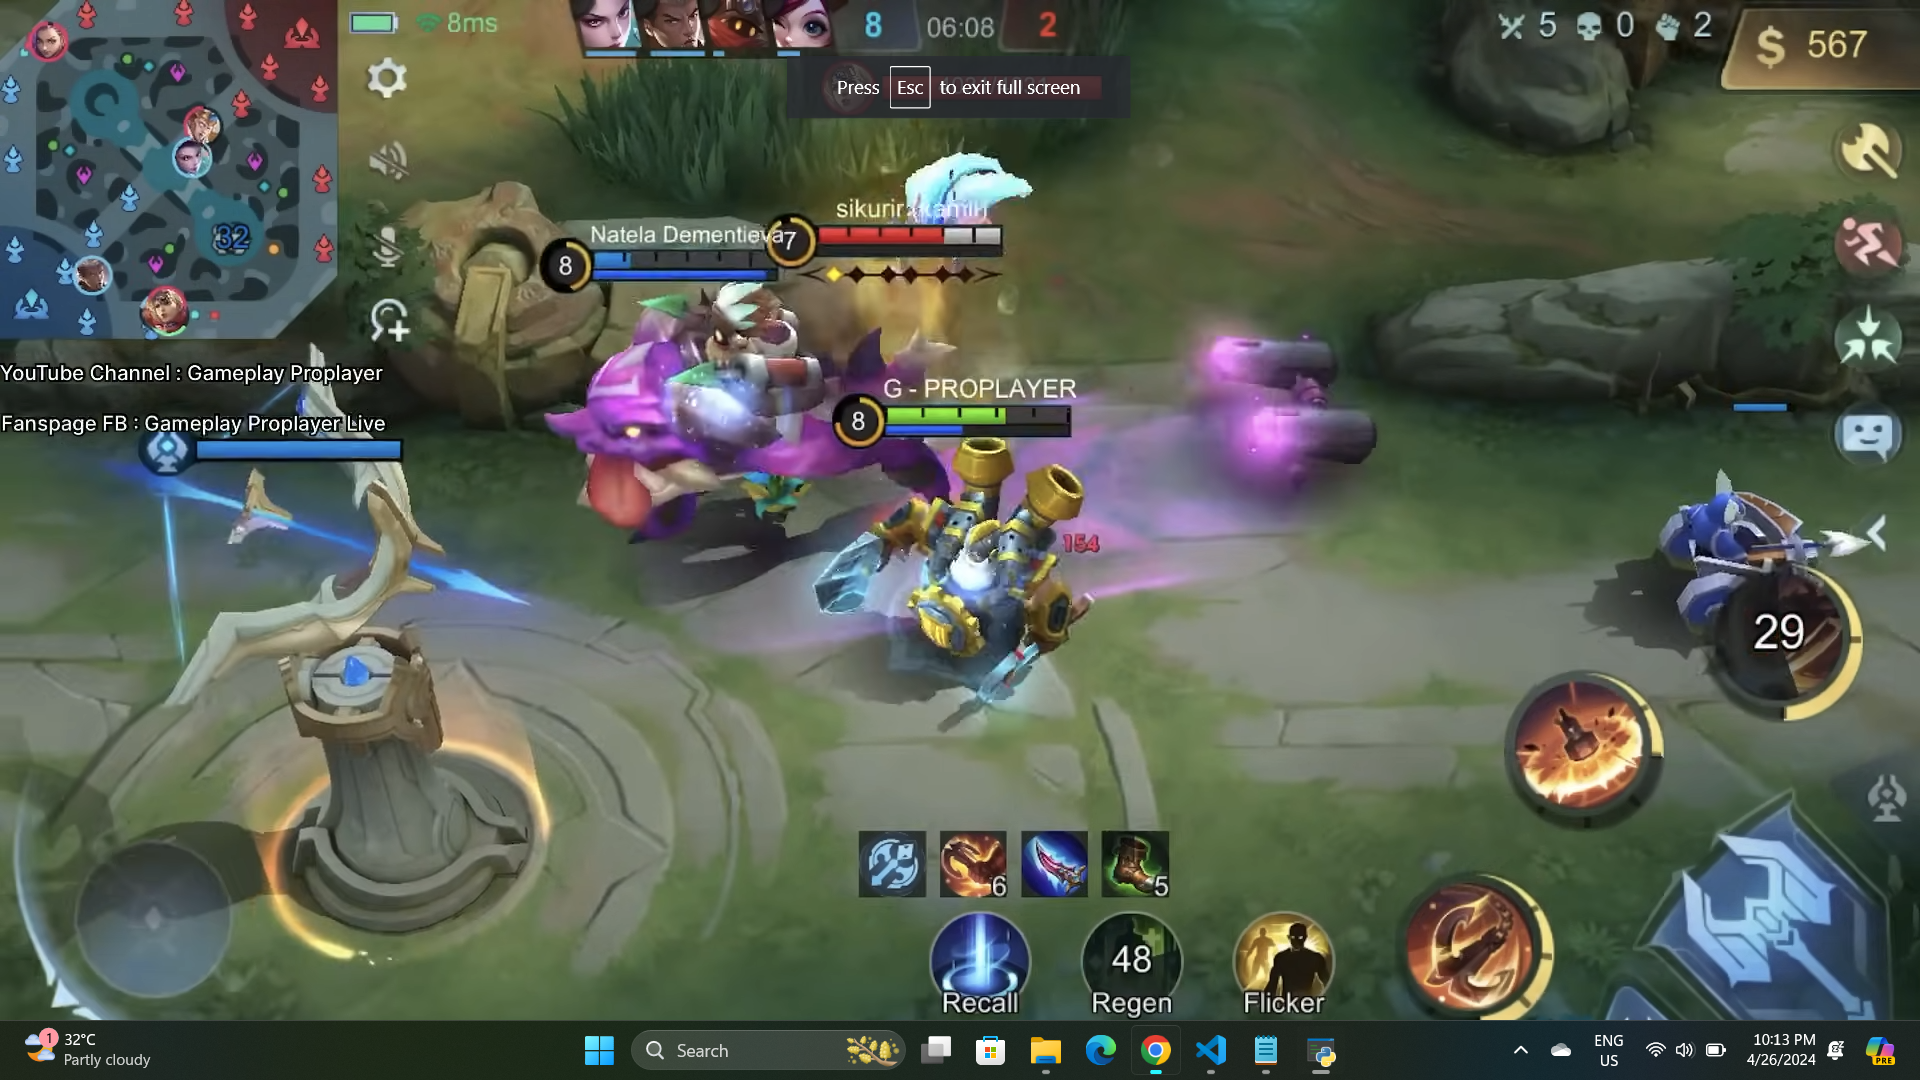 8ms
8 06:08 2
5 0 2
$ 567
Press Esc to exit full screen
32
Natela Dementieva
8
7
YouTube Channel : Gameplay Proplayer
Fanspage FB : Gameplay Proplayer Live
G - PROPLAYER
8
154
29
6
5
48
Recall
Regen
Flicker
1
32°C
Partly cloudy
Search
ENG
US
10:13 PM
4/26/2024
PRE